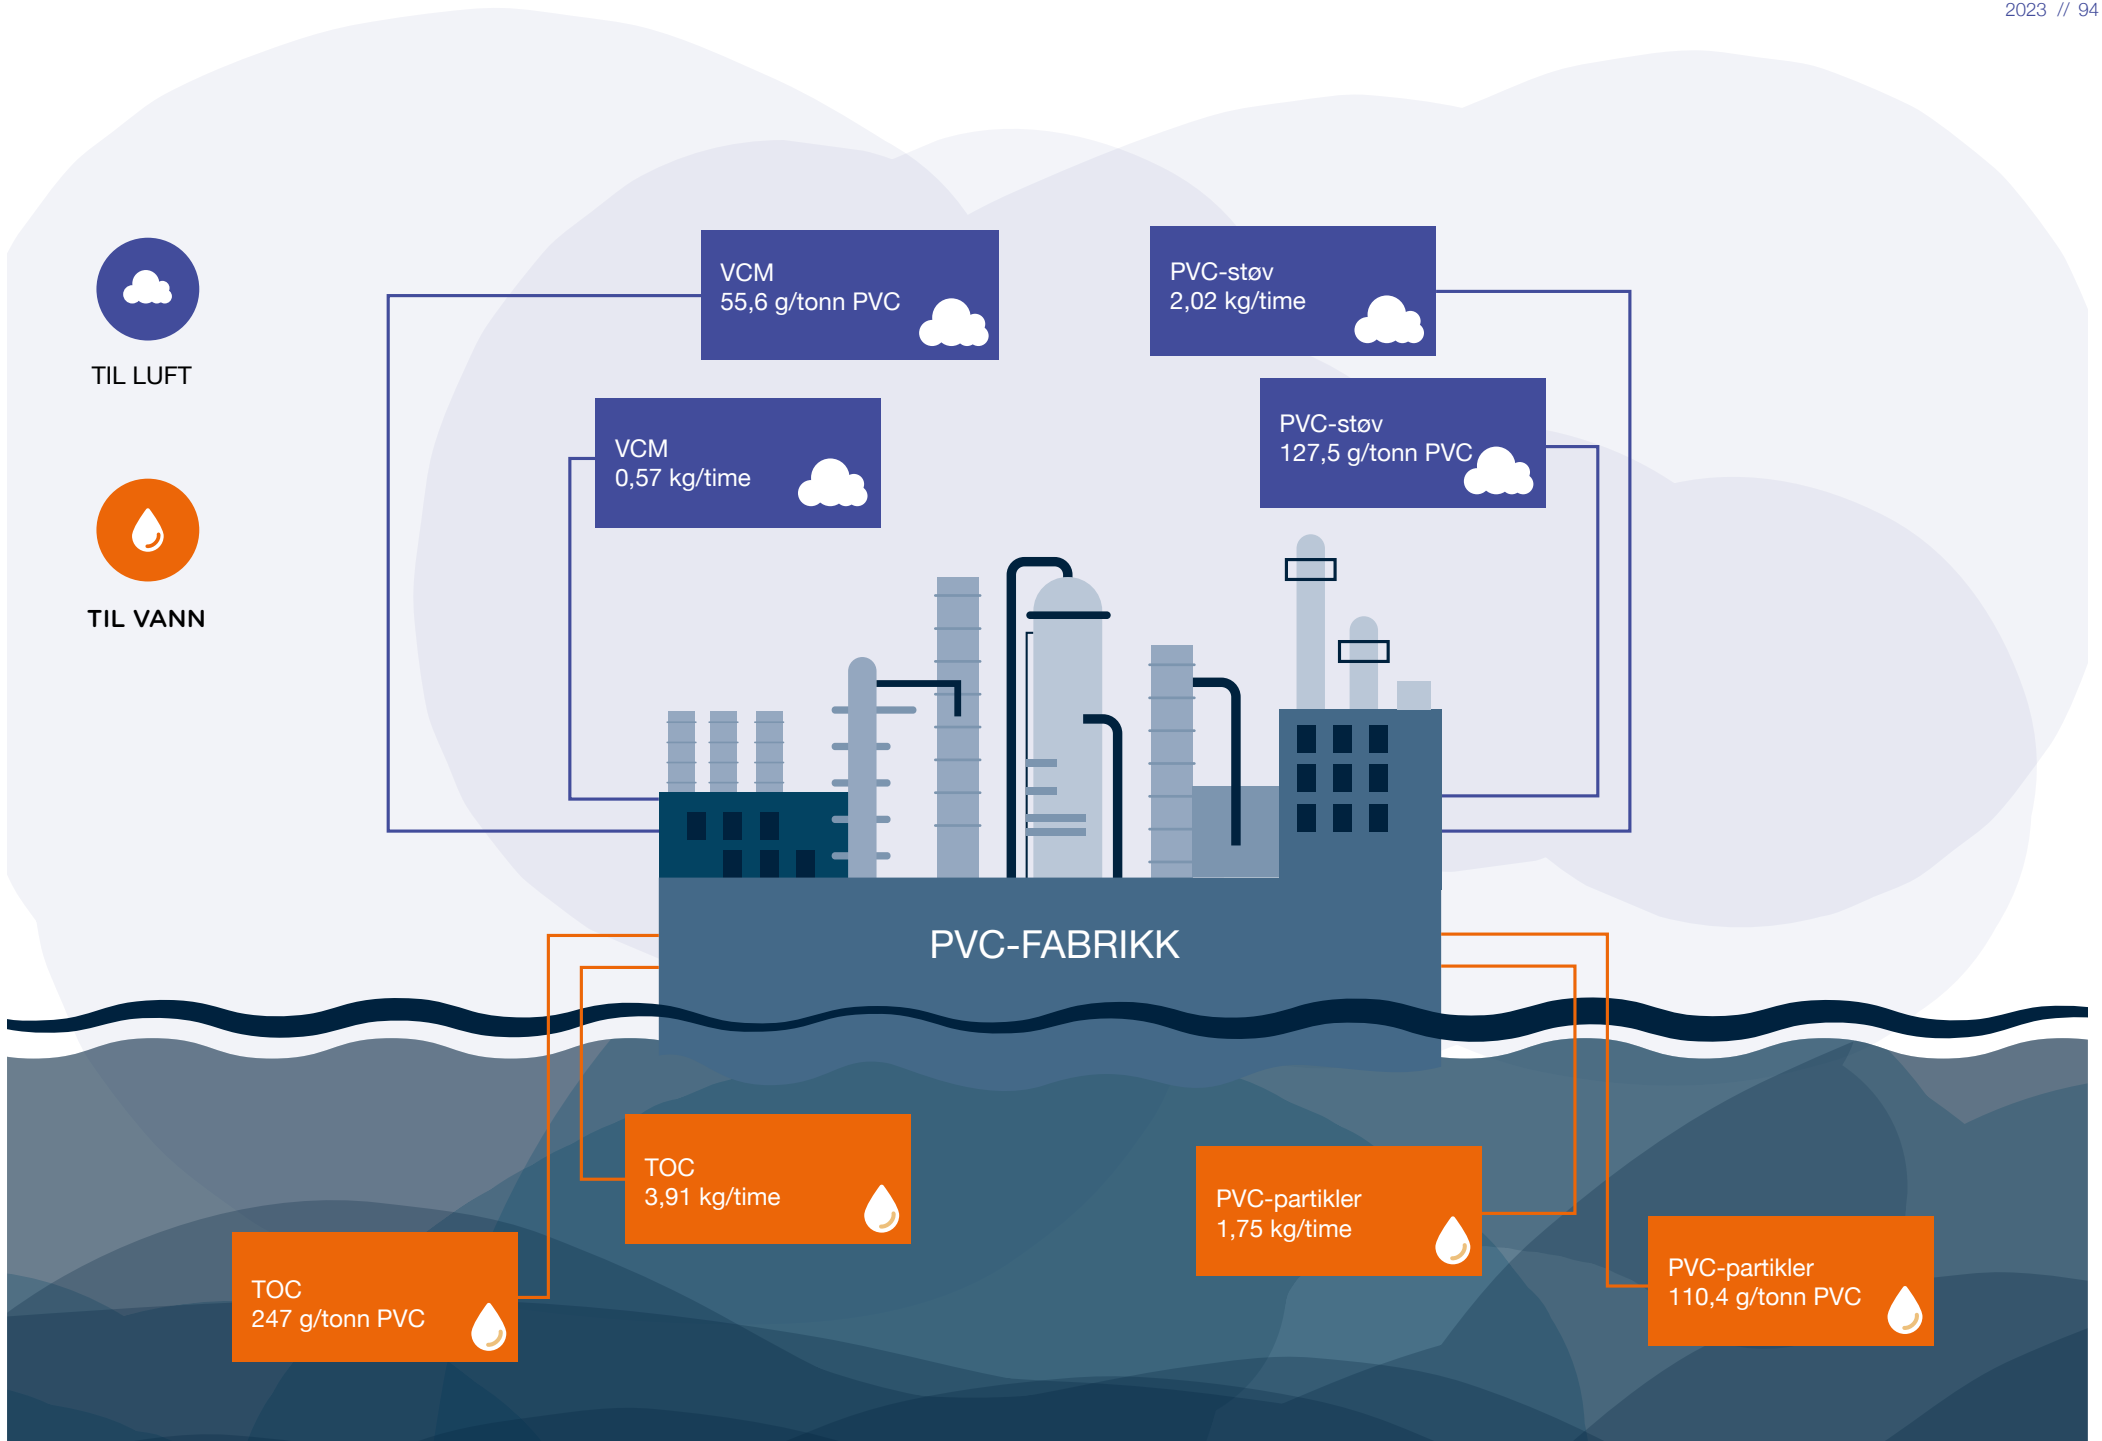 2023 // 94
TIL LUFT
TIL VANN
VCM
55,6 g/tonn PVC
PVC-støv
2,02 kg/time
VCM
0,57 kg/time
PVC-støv
127,5 g/tonn PVC
PVC-FABRIKK
TOC
3,91 kg/time
PVC-partikler
1,75 kg/time
TOC
247 g/tonn PVC
PVC-partikler
110,4 g/tonn PVC